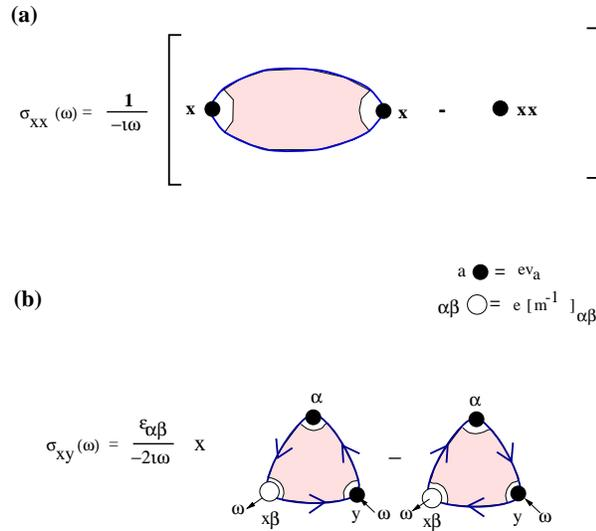 (a)
σxx (ω) = 1 / −ιω [ x x - xx ]
a ● = eva
(b)
αβ ○ = e [m-1]αβ
σxy(ω) = εαβ / −2ιω x
α α
−
ω xβ y ω ω xβ y ω